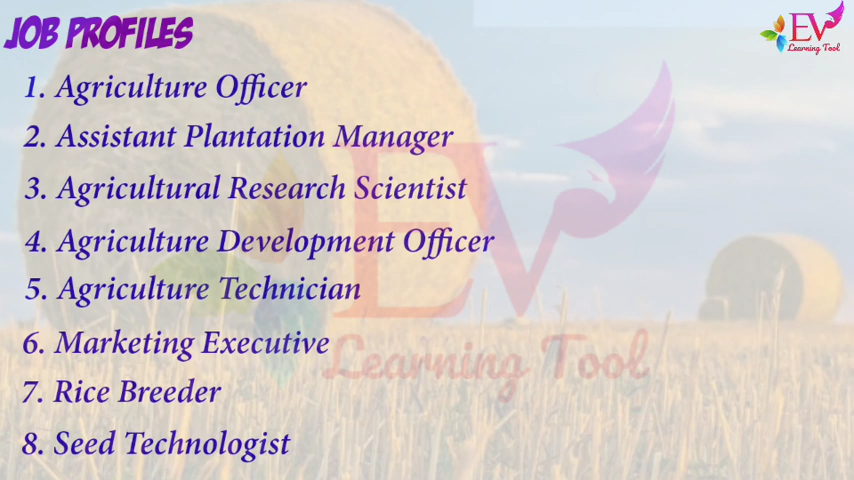 JOB PROFILES
EV
Learning Tool
1. Agriculture Officer
2. Assistant Plantation Manager
3. Agricultural Research Scientist
4. Agriculture Development Officer
5. Agriculture Technician
6. Marketing Executive
7. Rice Breeder
8. Seed Technologist
EV
Learning Tool